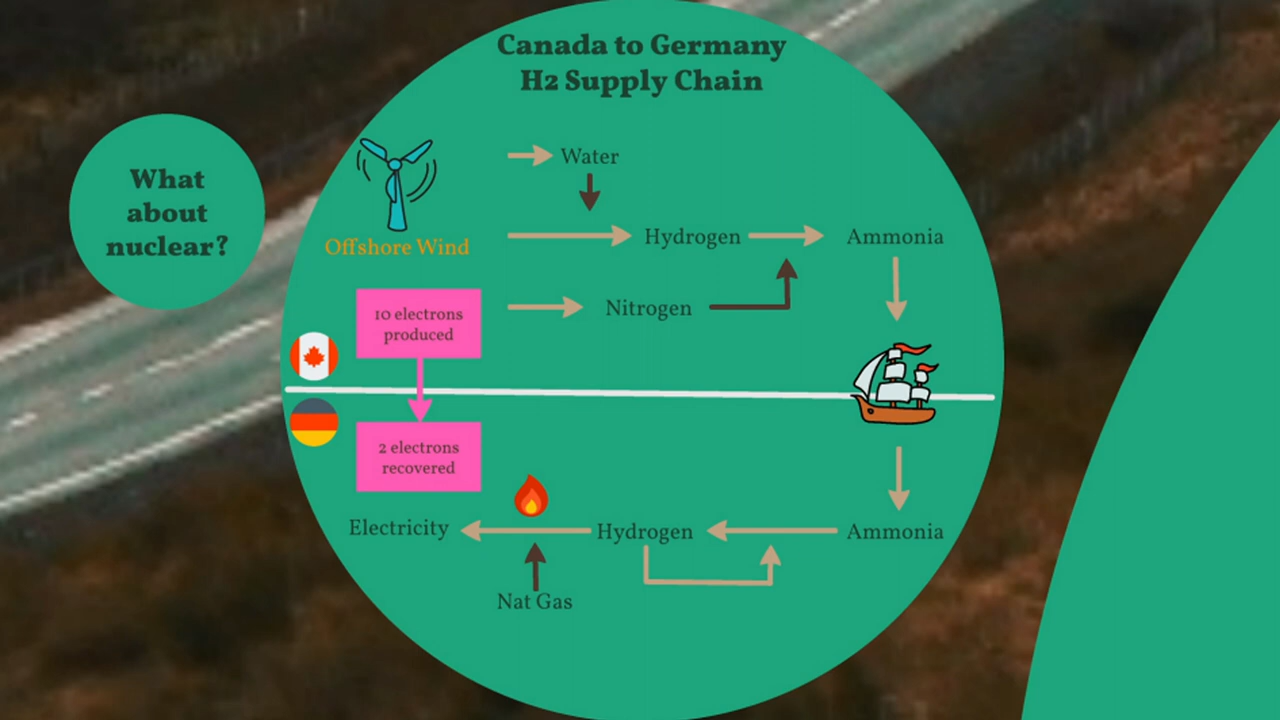 Canada to Germany
H2 Supply Chain
What
about
nuclear?
Water
Offshore Wind
Hydrogen
Ammonia
10 electrons
produced
Nitrogen
2 electrons
recovered
Electricity
Hydrogen
Ammonia
Nat Gas